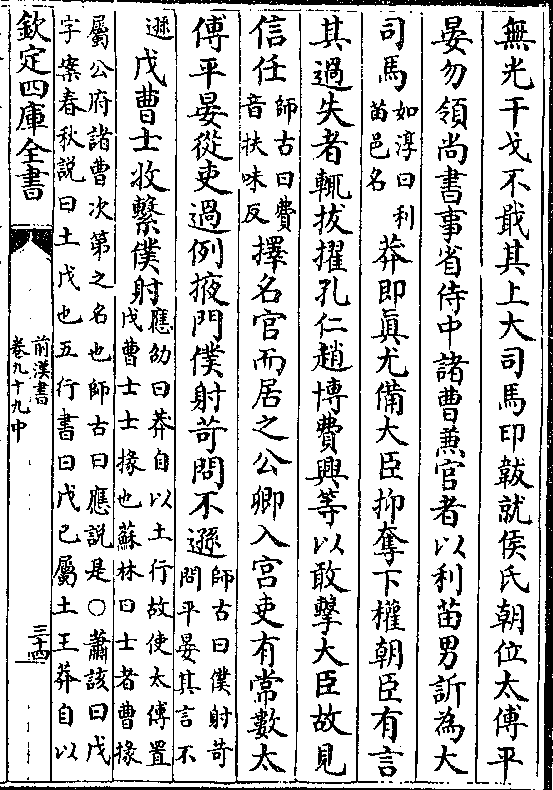 無光干戈不戢其上大司馬印韍就侯氏朝位太傅平
晏勿領尚書事省侍中諸曹兼官者以利苗男訢為大
司馬
如淳曰利
苗邑名
莽即真尤備大臣抑奪下權朝臣有言
其過失者輒拔擢孔仁趙博費興等以敢擊大臣故見
信任
師古曰費
音扶味反
擇名官而居之公卿入宮吏有常數太
傅平晏從吏過例掖門僕射苛問不遜
師古曰僕射苛
問平晏其言不
遜
戊曹士收繫僕射
應劭曰莽自以土行故使太傅置
戊曹士士掾也蘇林曰士者曹掾
屬公府諸曹次第之名也師古曰應説是○蕭該曰戊
字案春秋説曰土戊也五行書曰戊己屬土王莽自以
欽定四庫全書
前漢書
卷九十九中
三十四